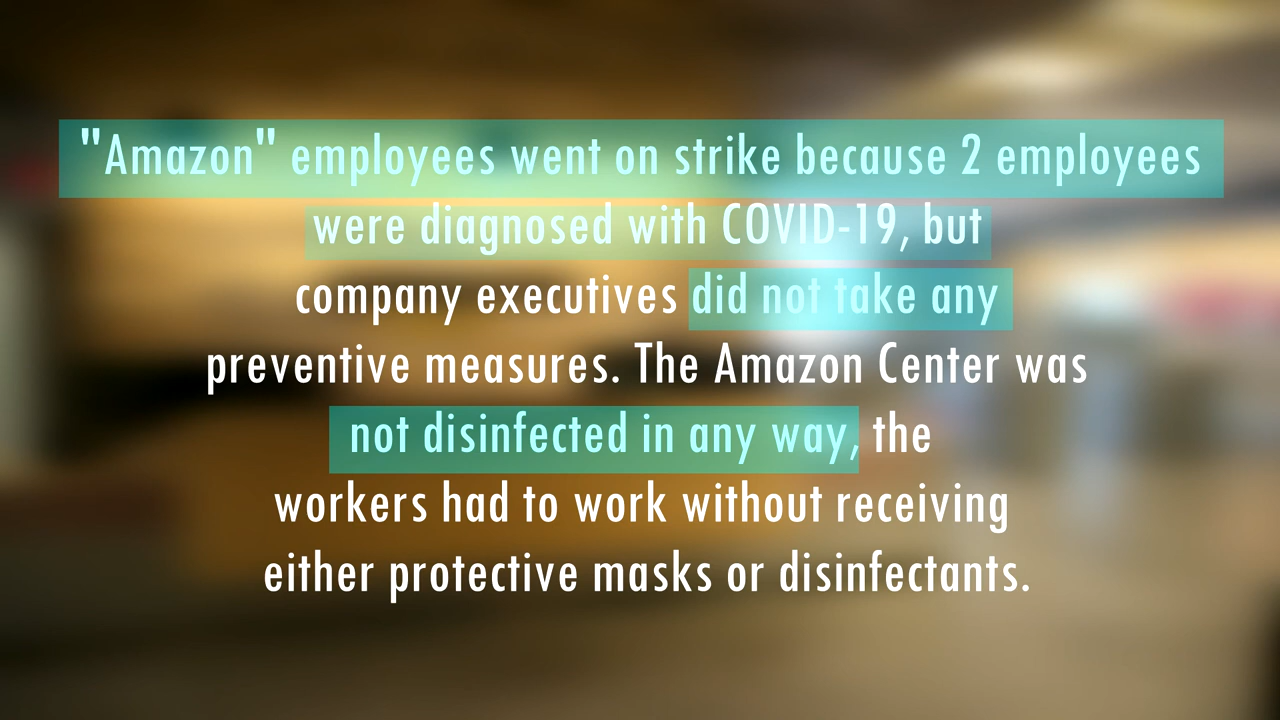 "Amazon" employees went on strike because 2 employees
were diagnosed with COVID-19, but
company executives did not take any
preventive measures. The Amazon Center was
not disinfected in any way, the
workers had to work without receiving
either protective masks or disinfectants.